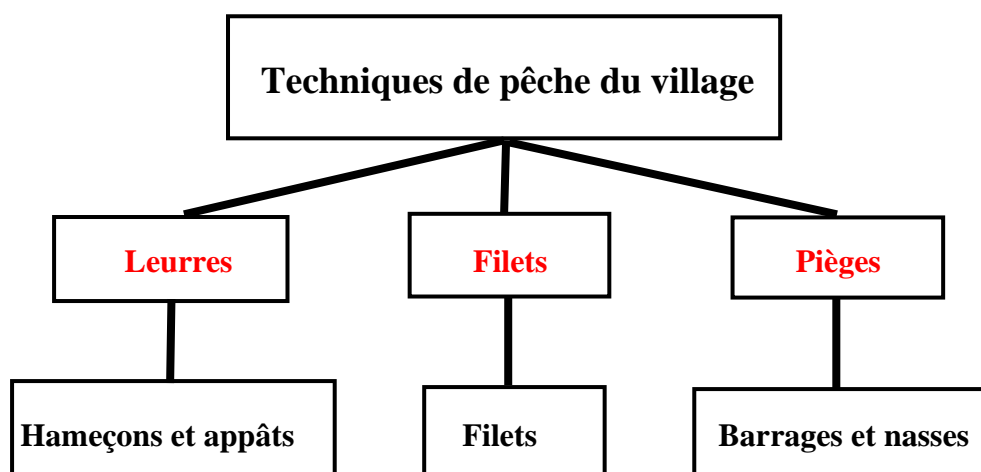 Techniques de pêche du village
Leurres
Filets
Pièges
Hameçons et appâts
Filets
Barrages et nasses